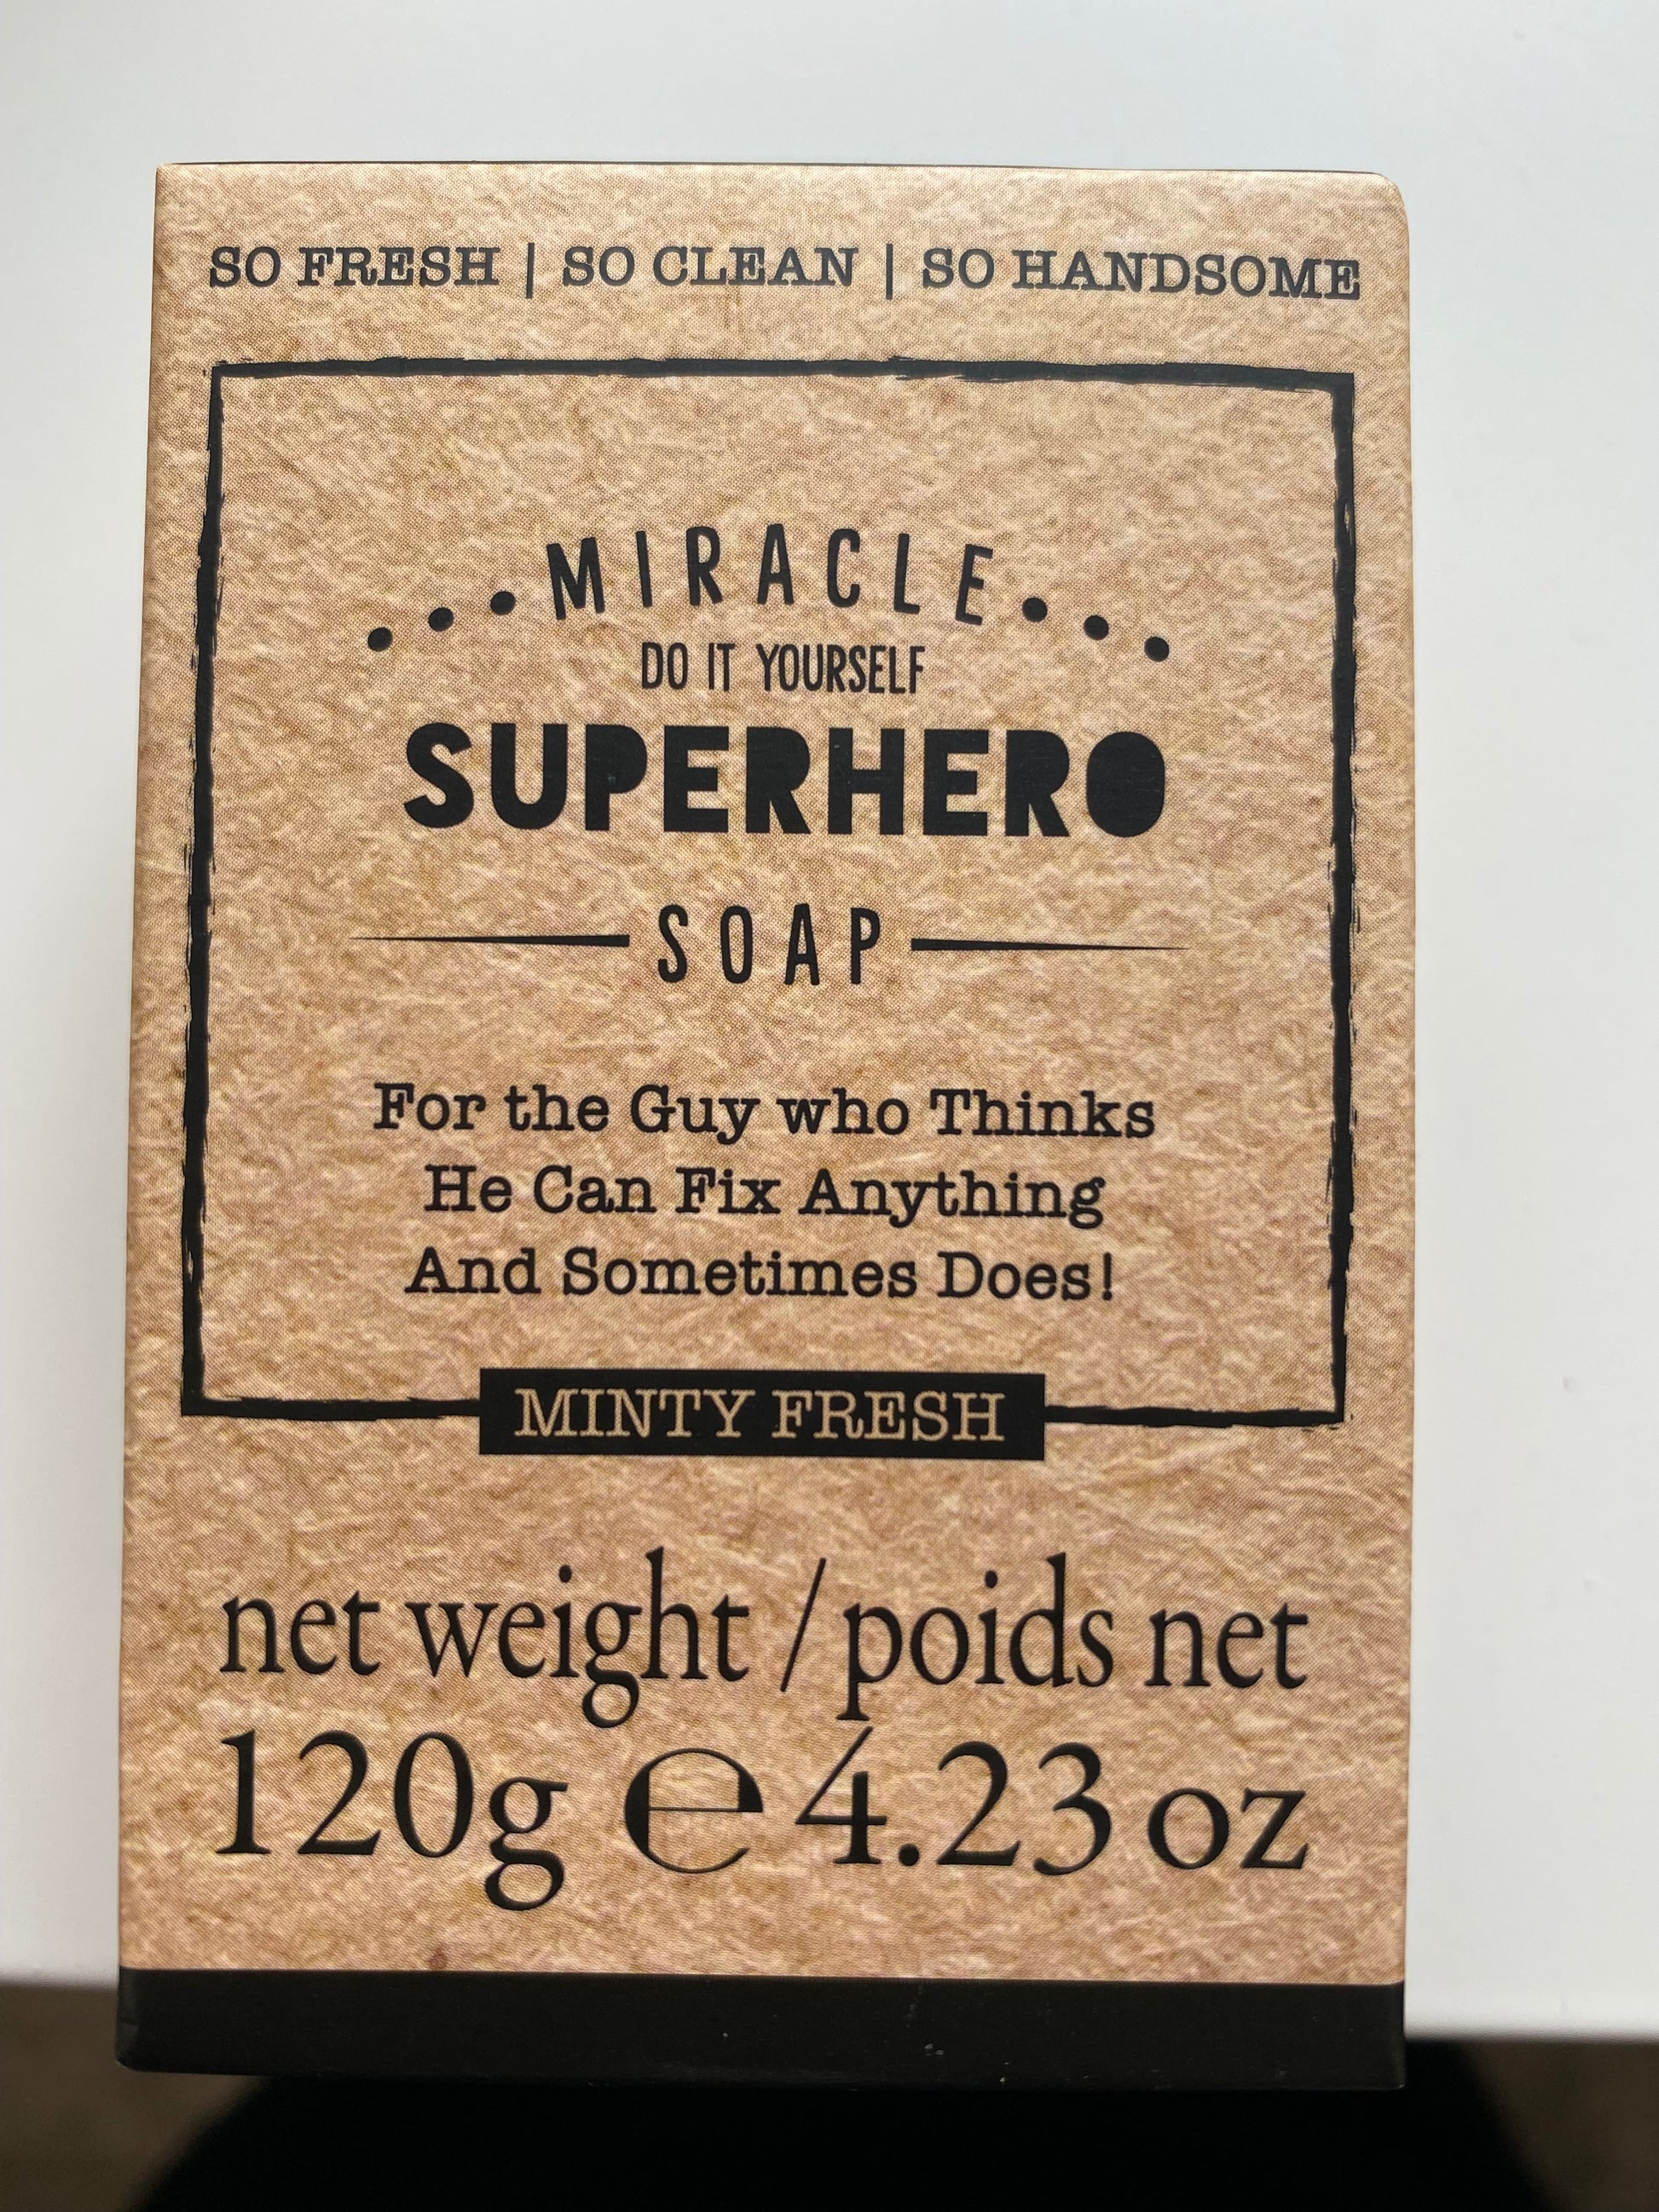 SO FRESH | SO CLEAN | SO HANDSOME
MIRACLE
DO IT YOURSELF
SUPERHERO
SOAP
For the Guy who Thinks
He Can Fix Anything
And Sometimes Does!
MINTY FRESH
net weight / poids net
120g ℮ 4.23 oz